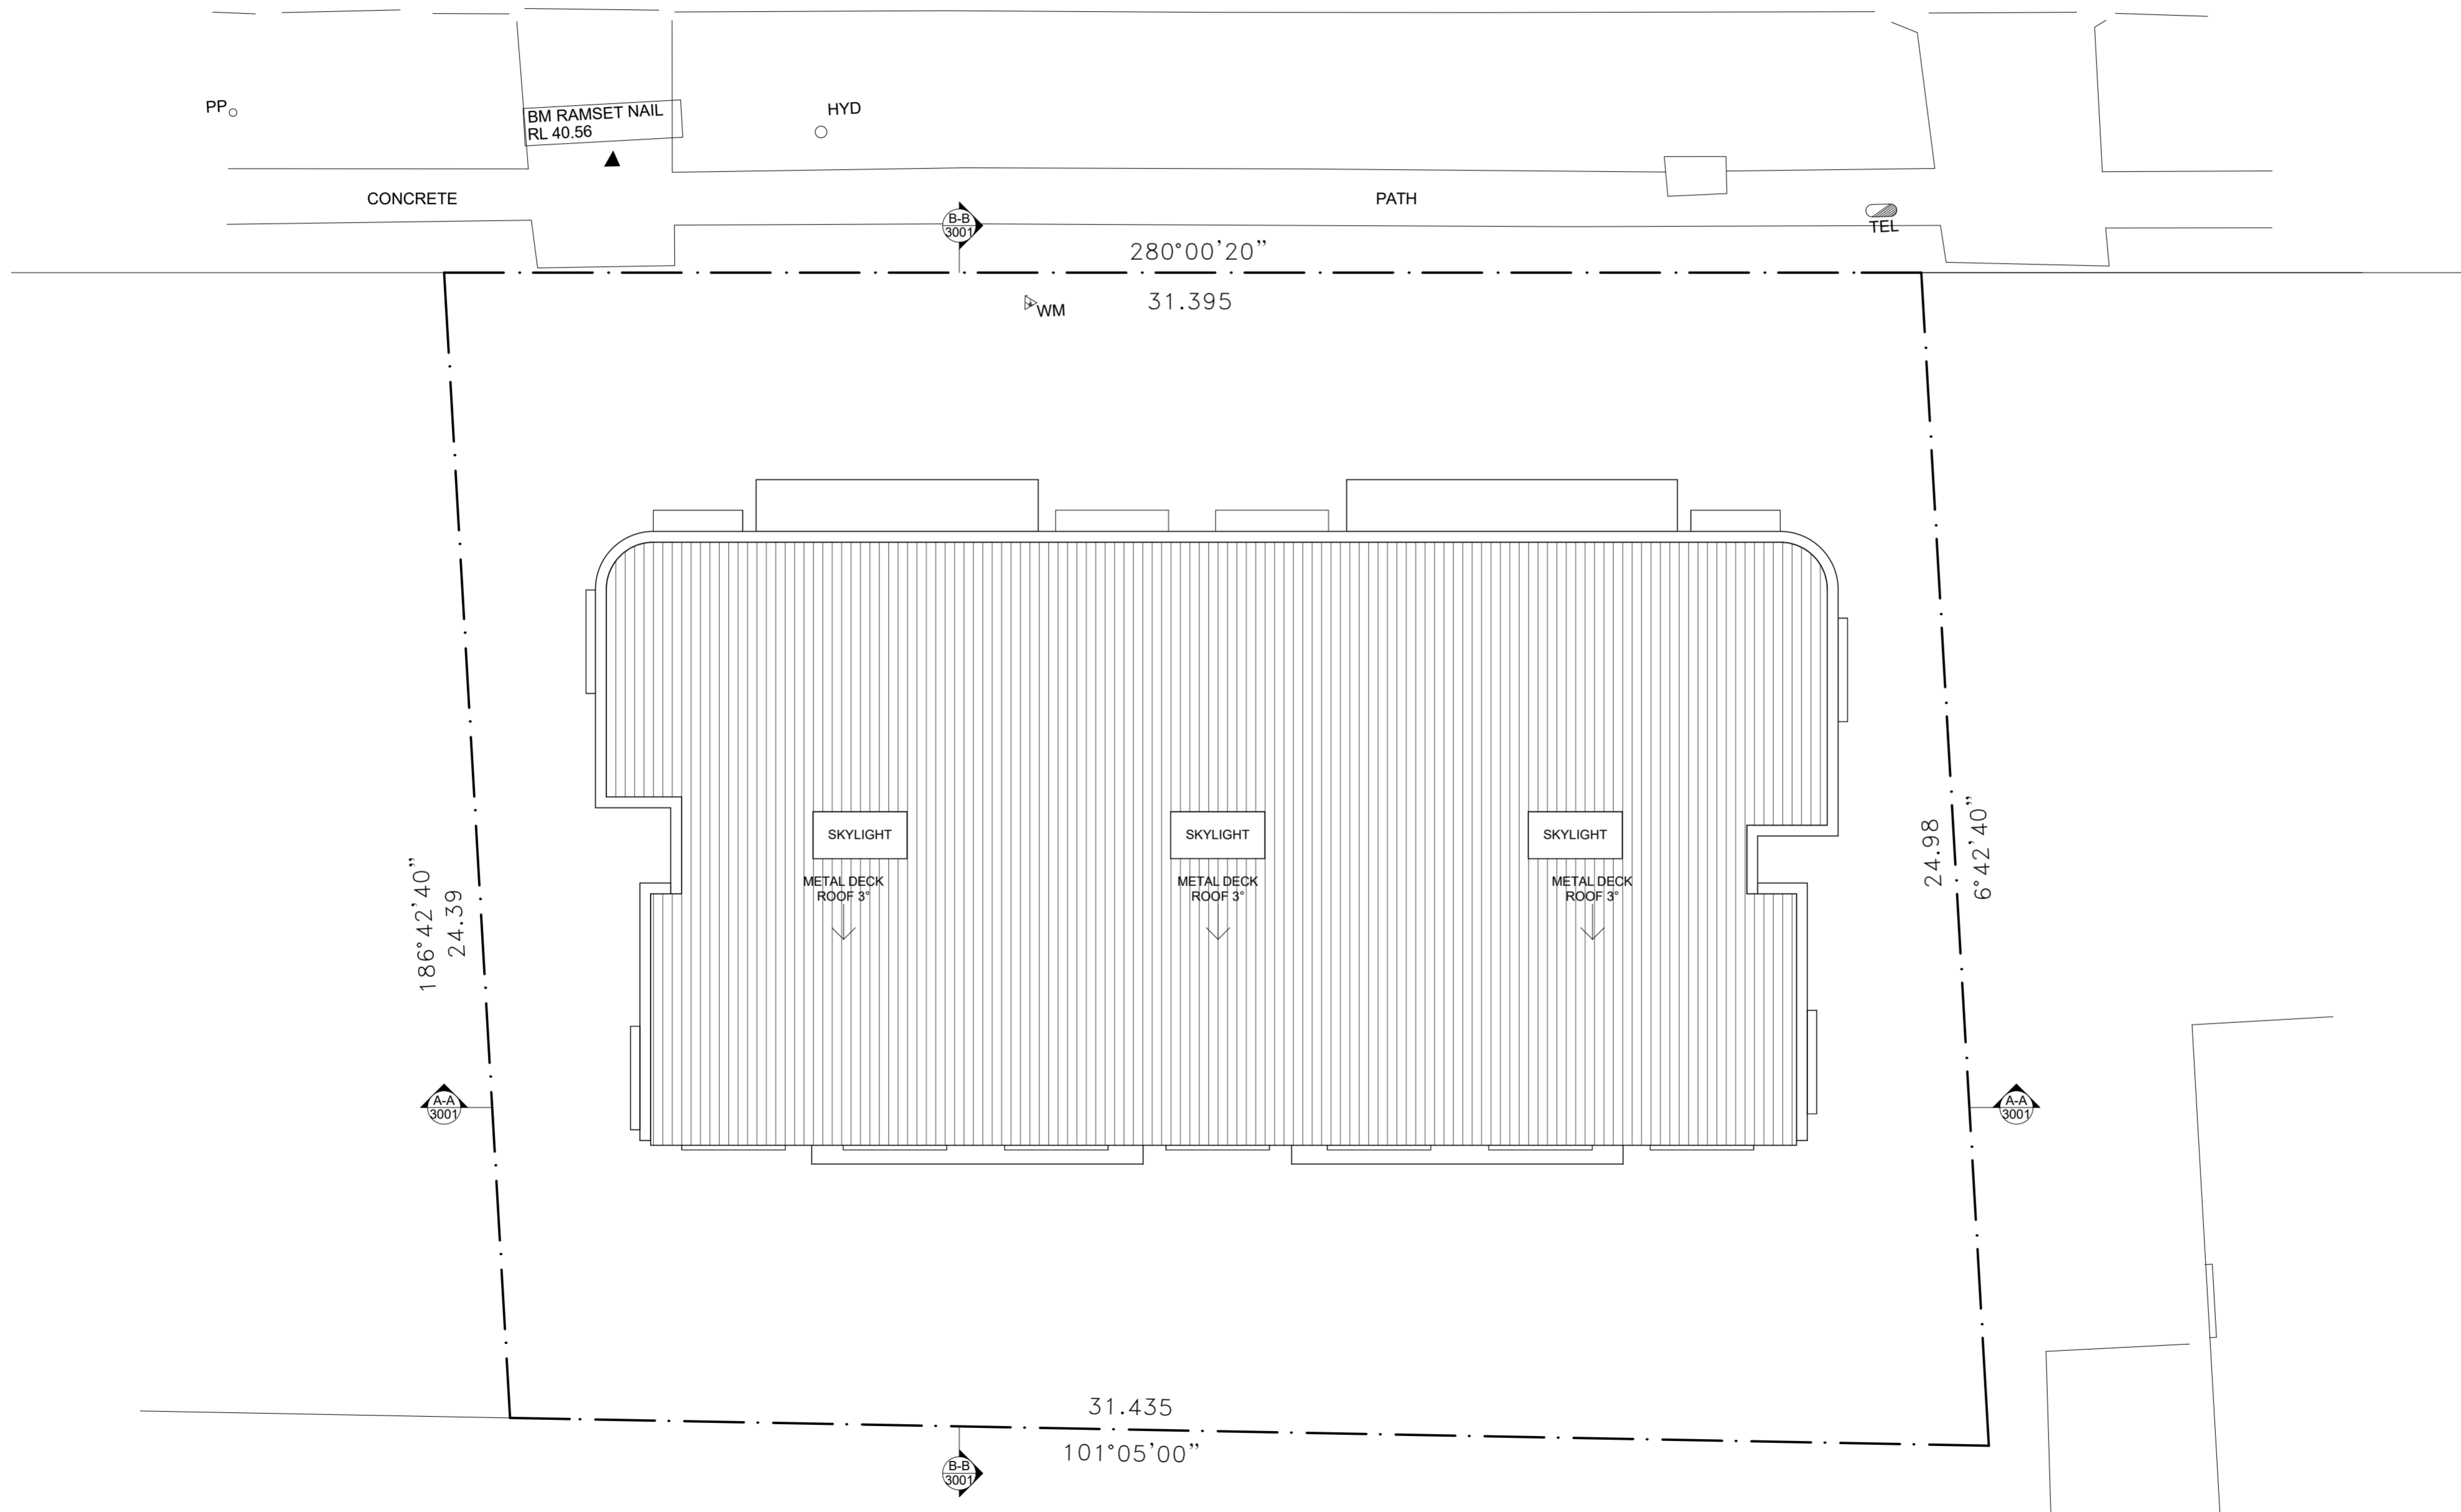 PP
BM RAMSET NAIL
RL 40.56
HYD
CONCRETE
PATH
B-B
3001
TEL
280°00'20”
31.395
WM
SKYLIGHT
SKYLIGHT
SKYLIGHT
METAL DECK
ROOF 3°
METAL DECK
ROOF 3°
METAL DECK
ROOF 3°
186°42'40”
24.39
24.98
6°42'40”
A-A
3001
A-A
3001
31.435
101°05'00”
B-B
3001